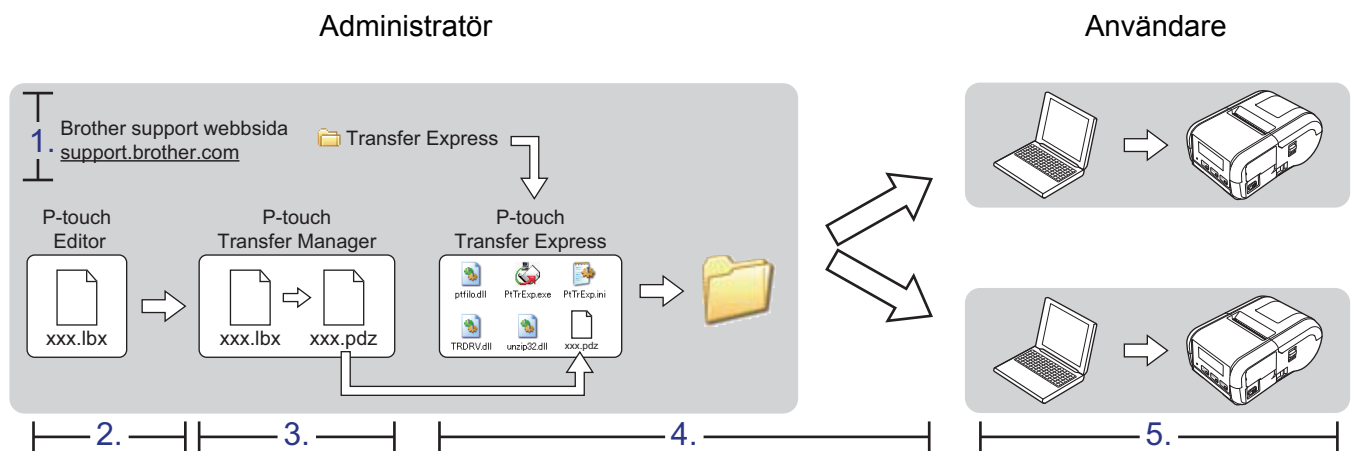 Administratör
Användare
1. Brother support webbsida
support.brother.com
Transfer Express
P-touch
Editor
xxx.lbx
P-touch
Transfer Manager
xxx.lbx xxx.pdz
P-touch
Transfer Express
ptfilo.dll PtTrExp.exe PtTrExp.ini
TRDRV.dll unzip32.dll xxx.pdz
2. 3. 4. 5.